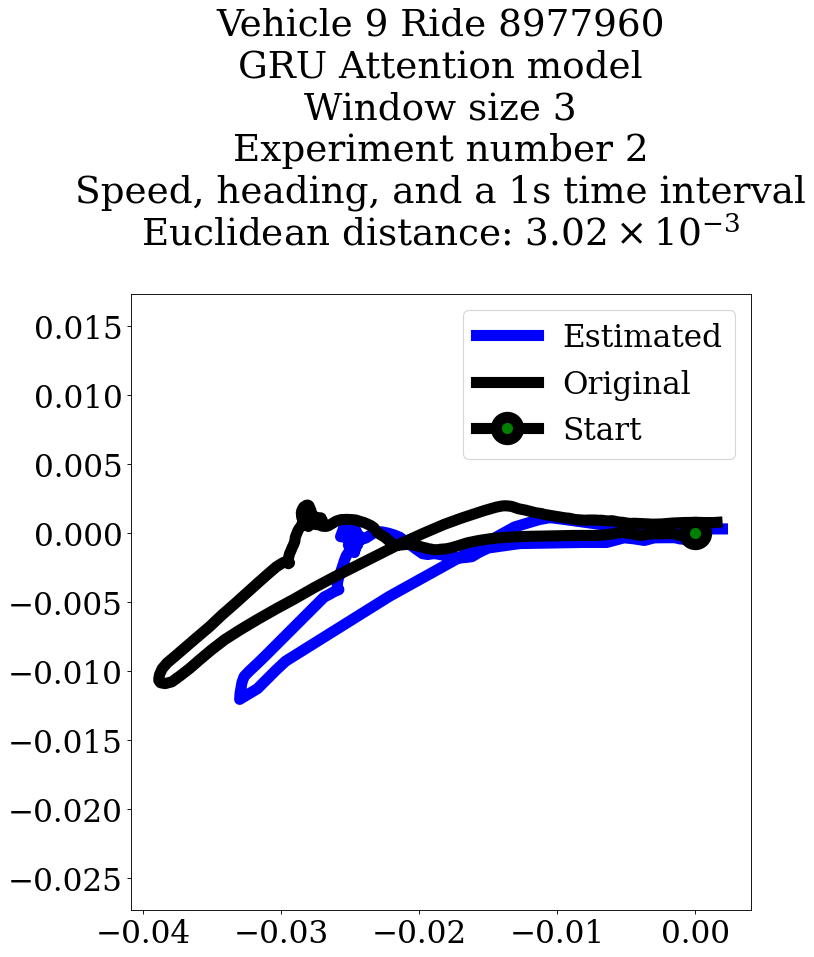 Vehicle 9 Ride 8977960
GRU Attention model
Window size 3
Experiment number 2
Speed, heading, and a 1s time interval
Euclidean distance: 3.02 × 10⁻³
Estimated
Original
Start
0.015
0.010
0.005
0.000
−0.005
−0.010
−0.015
−0.020
−0.025
−0.04 −0.03 −0.02 −0.01 0.00